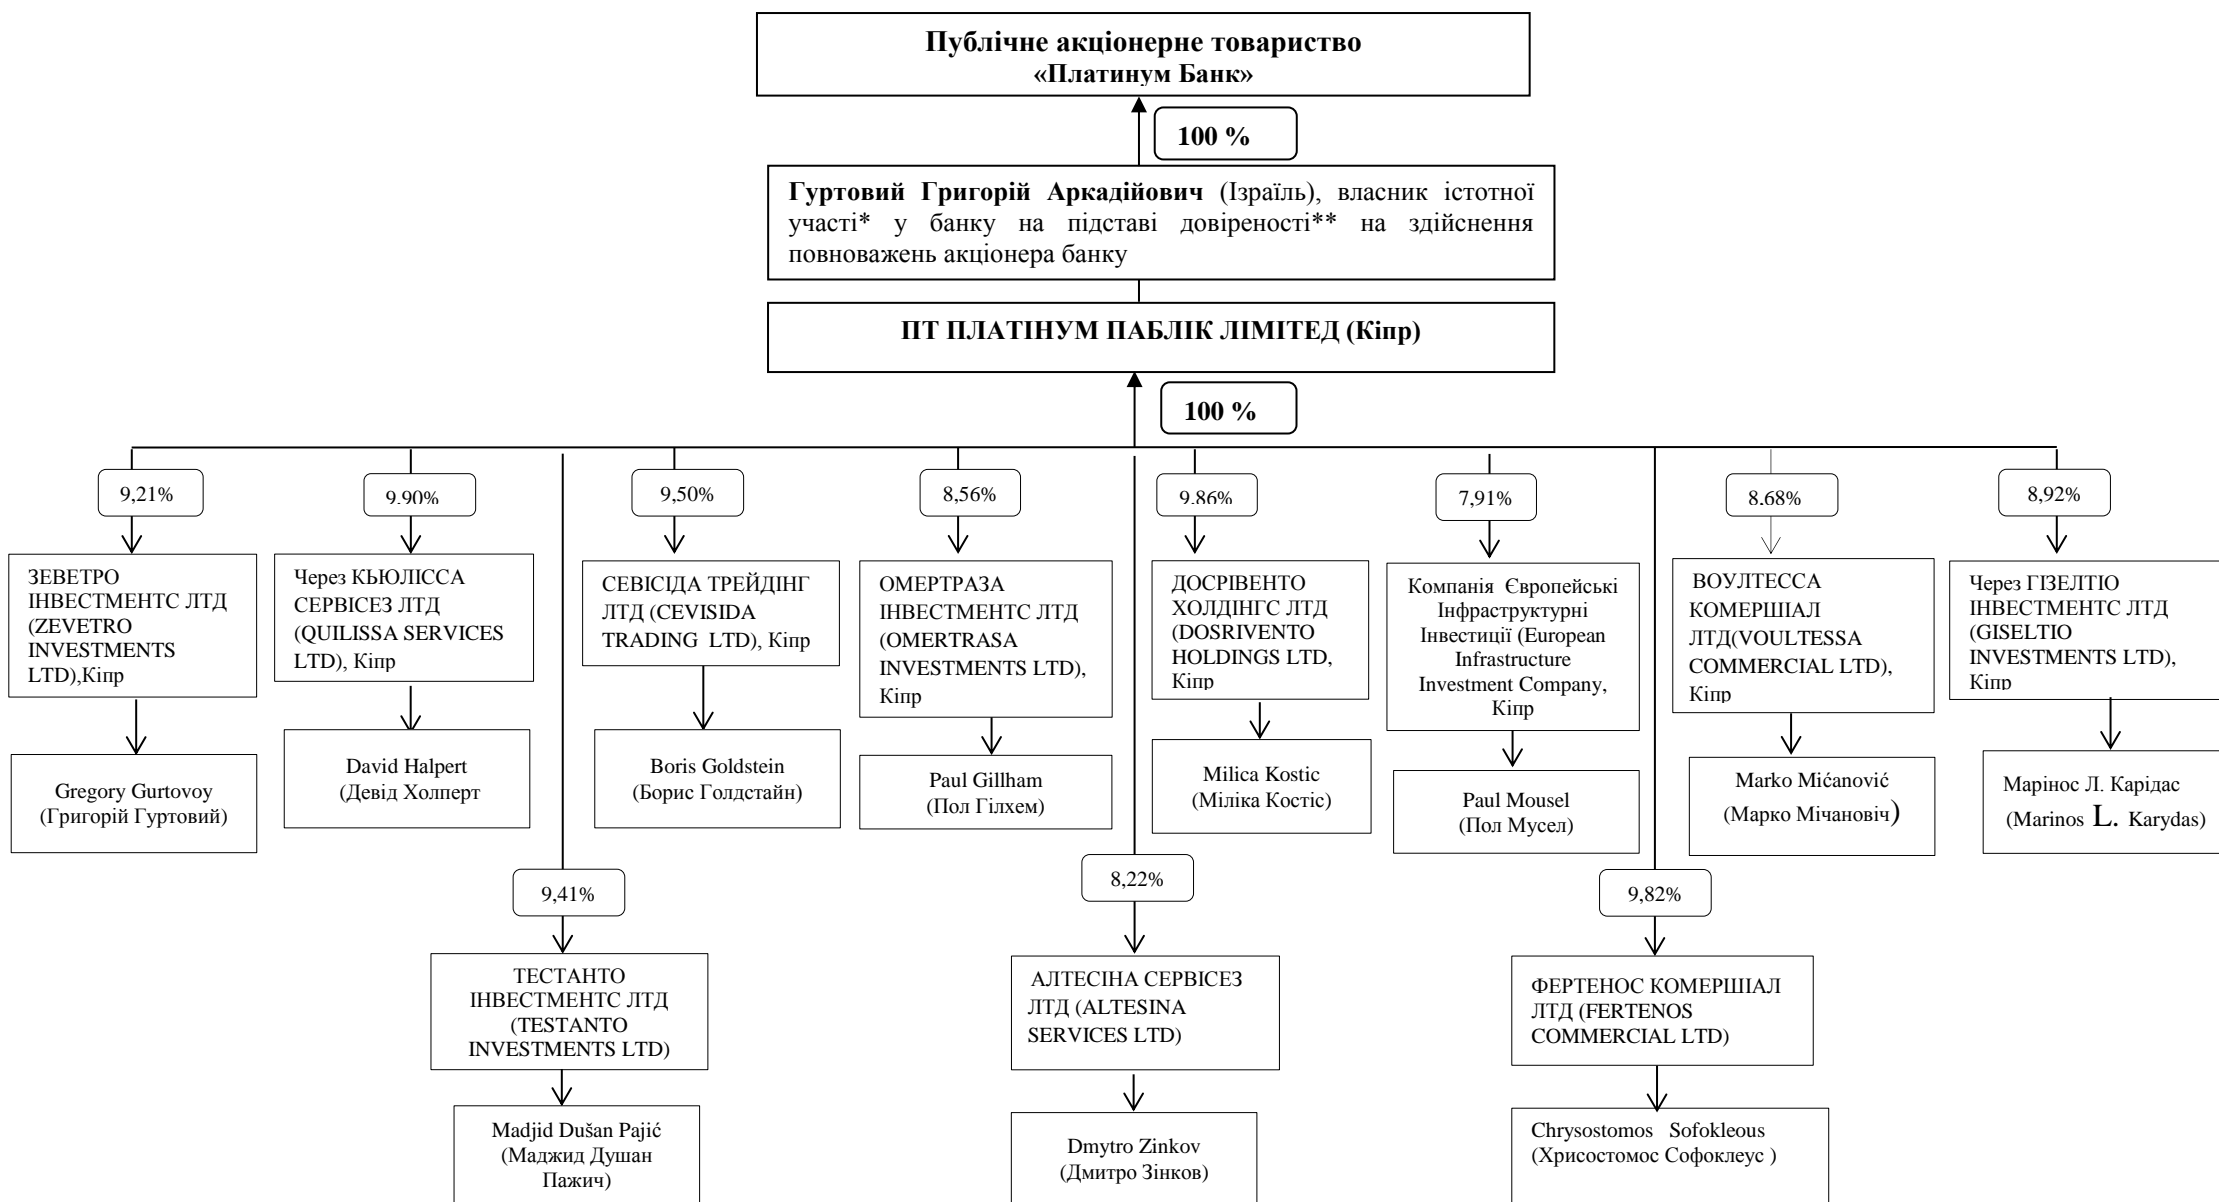 Публічне акціонерне товариство
«Платинум Банк»
100 %
Гуртовий Григорій Аркадійович (Ізраїль), власник істотної
участі* у банку на підставі довіреності** на здійснення
повноважень акціонера банку
ПТ ПЛАТІНУМ ПАБЛІК ЛІМІТЕД (Кіпр)
100 %
9,21%
9,90%
9,50%
8,56%
9,86%
7,91%
8,68%
8,92%
ЗЕВЕТРО
ІНВЕСТМЕНТС ЛТД
(ZEVETRO
INVESTMENTS
LTD),Кіпр
Через КЬЮЛІССА
СЕРВІСЕЗ ЛТД
(QUILISSA SERVICES
LTD), Кіпр
СЕВІСІДА ТРЕЙДІНГ
ЛТД (CEVISIDA
TRADING LTD), Кіпр
ОМЕРТРАЗА
ІНВЕСТМЕНТС ЛТД
(OMERTRASA
INVESTMENTS LTD),
Кіпр
ДОСРІВЕНТО
ХОЛДІНГС ЛТД
(DOSRIVENTO
HOLDINGS LTD,
Кіпр
Компанія Європейські
Інфраструктурні
Інвестиції (European
Infrastructure
Investment Company,
Кіпр
ВОУЛТЕССА
КОМЕРШІАЛ
ЛТД(VOULTESSA
COMMERCIAL LTD),
Кіпр
Через ГІЗЕЛТІО
ІНВЕСТМЕНТС ЛТД
(GISELTIO
INVESTMENTS LTD),
Кіпр
Gregory Gurtovoy
(Григорій Гуртовий)
David Halpert
(Девід Холперт
Boris Goldstein
(Борис Голдстайн)
Paul Gillham
(Пол Гілхем)
Milica Kostic
(Міліка Костіс)
Paul Mousel
(Пол Мусел)
Marko Mićanović
(Марко Мічановіч)
Марінос Л. Карідас
(Marinos L. Karydas)
9,41%
8,22%
9,82%
ТЕСТАНТО
ІНВЕСТМЕНТС ЛТД
(TESTANTO
INVESTMENTS LTD)
АЛТЕСІНА СЕРВІСЕЗ
ЛТД (ALTESINA
SERVICES LTD)
ФЕРТЕНОС КОМЕРШІАЛ
ЛТД (FERTENOS
COMMERCIAL LTD)
Madjid Dušan Pajić
(Маджид Душан
Пажич)
Dmytro Zinkov
(Дмитро Зінков)
Chrysostomos Sofokleous
(Хрисостомос Софоклеус )